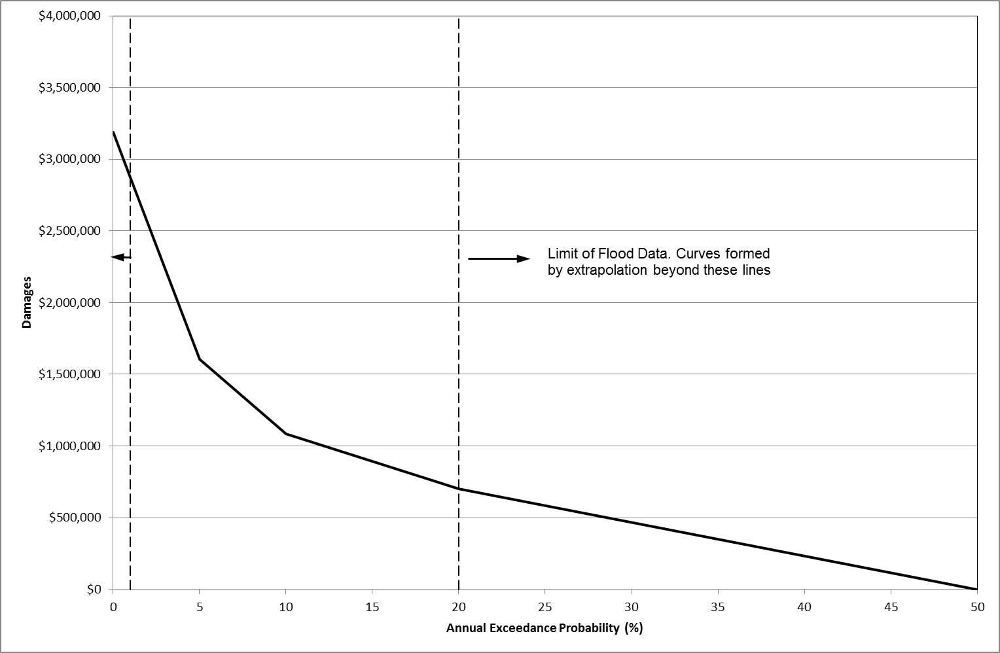 $4,000,000
$3,500,000
$3,000,000
$2,500,000
$2,000,000
$1,500,000
$1,000,000
$500,000
$0
Damages
Limit of Flood Data. Curves formed
by extrapolation beyond these lines
0 5 10 15 20 25 30 35 40 45 50
Annual Exceedance Probability (%)